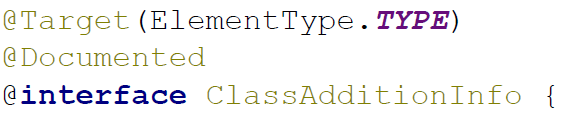 @Target(ElementType.TYPE)
@Documented
@interface ClassAdditionInfo {